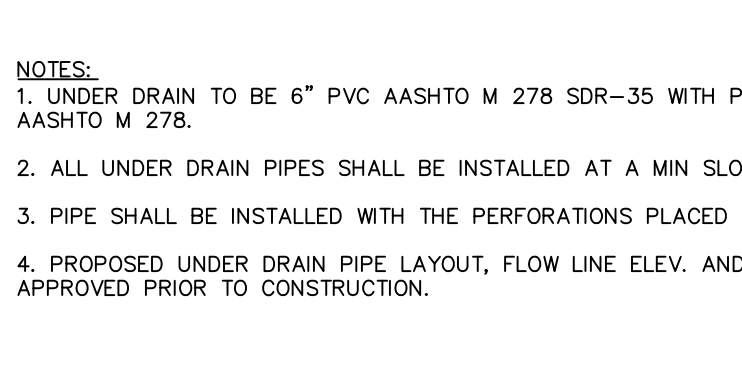 NOTES:
1. UNDER DRAIN TO BE 6” PVC AASHTO M 278 SDR–35 WITH P
AASHTO M 278.
2. ALL UNDER DRAIN PIPES SHALL BE INSTALLED AT A MIN SLO
3. PIPE SHALL BE INSTALLED WITH THE PERFORATIONS PLACED
4. PROPOSED UNDER DRAIN PIPE LAYOUT, FLOW LINE ELEV. AND
APPROVED PRIOR TO CONSTRUCTION.